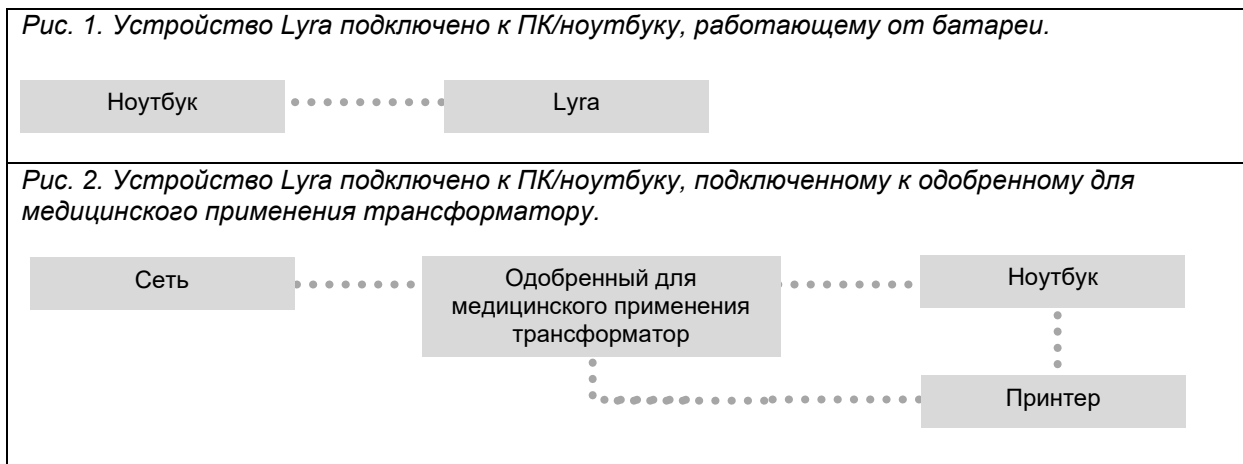 Рис. 1. Устройство Lyra подключено к ПК/ноутбуку, работающему от батареи.
Ноутбук
Lyra
Рис. 2. Устройство Lyra подключено к ПК/ноутбуку, подключенному к одобренному для
медицинского применения трансформатору.
Сеть
Одобренный для
медицинского применения
трансформатор
Ноутбук
Принтер